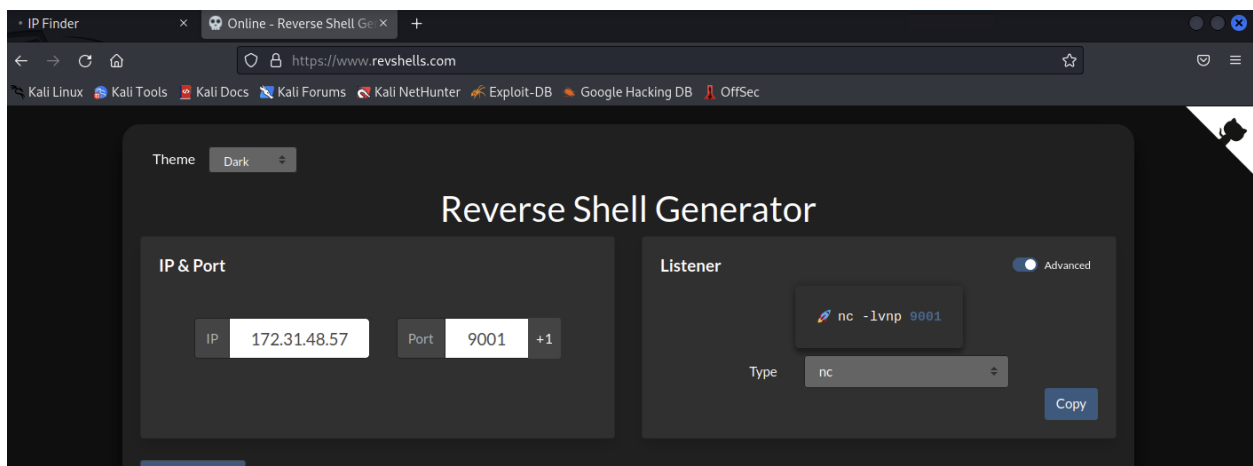 IP Finder
Online - Reverse Shell Ge
https://www.revshells.com
Kali Linux Kali Tools Kali Docs Kali Forums Kali NetHunter Exploit-DB Google Hacking DB OffSec
Theme Dark
Reverse Shell Generator
IP & Port
IP 172.31.48.57 Port 9001 +1
Listener
Advanced
nc -lvnp 9001
Type nc
Copy